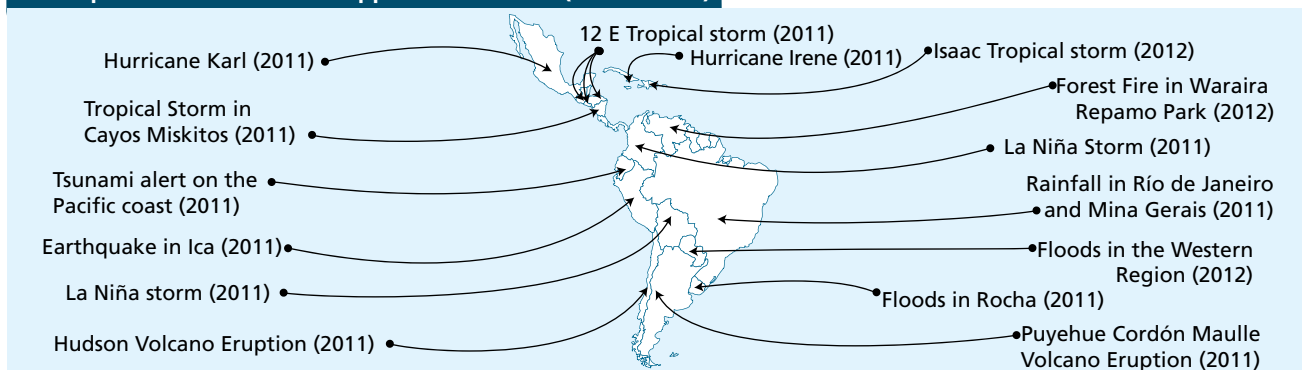 Hurricane Karl (2011)
12 E Tropical storm (2011)
Hurricane Irene (2011)
Isaac Tropical storm (2012)
Forest Fire in Waraira
Repamo Park (2012)
Tropical Storm in
Cayos Miskitos (2011)
La Niña Storm (2011)
Tsunami alert on the
Pacific coast (2011)
Rainfall in Río de Janeiro
and Mina Gerais (2011)
Earthquake in Ica (2011)
Floods in the Western
Region (2012)
La Niña storm (2011)
Floods in Rocha (2011)
Hudson Volcano Eruption (2011)
Puyehue Cordón Maulle
Volcano Eruption (2011)